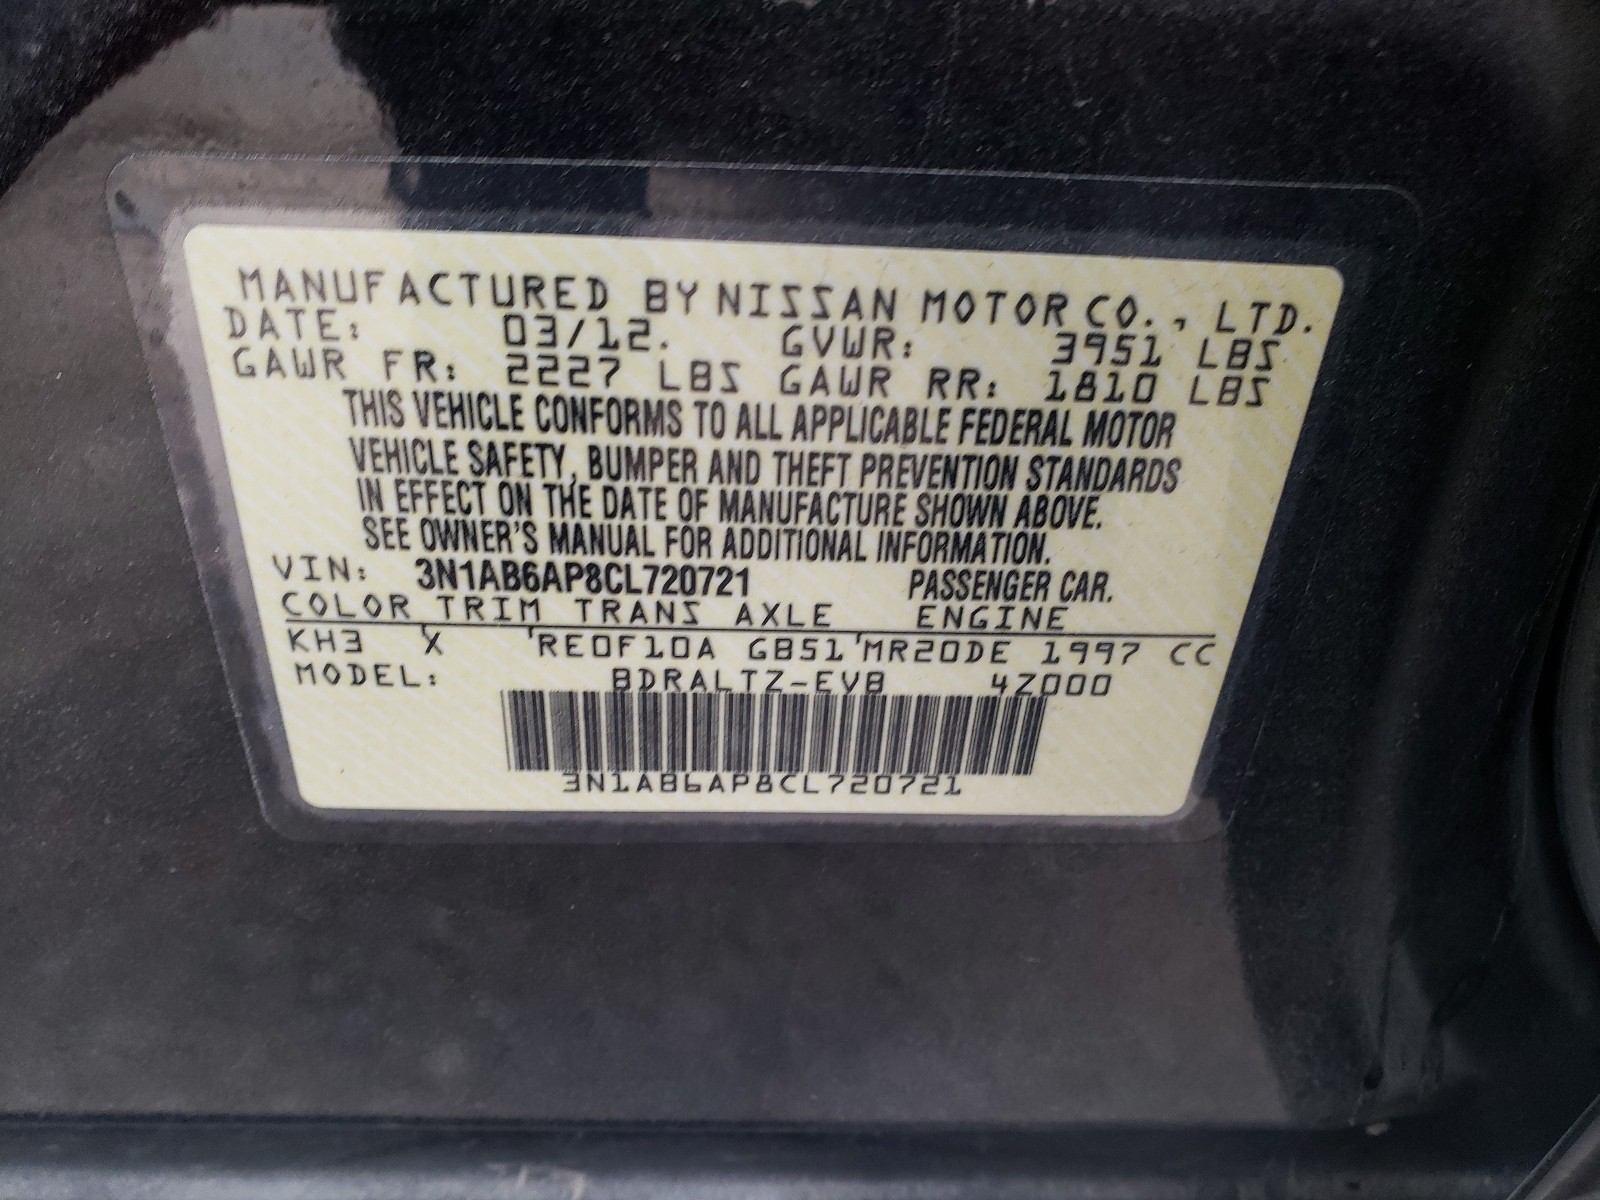 MANUFACTURED BY NISSAN MOTOR CO., LTD.
DATE: 03/12. GVWR: 3951 LBS
GAWR FR: 2227 LBS GAWR RR: 1810 LBS
THIS VEHICLE CONFORMS TO ALL APPLICABLE FEDERAL MOTOR
VEHICLE SAFETY, BUMPER AND THEFT PREVENTION STANDARDS
IN EFFECT ON THE DATE OF MANUFACTURE SHOWN ABOVE.
SEE OWNER'S MANUAL FOR ADDITIONAL INFORMATION.
VIN: 3N1AB6AP8CL720721 PASSENGER CAR.
COLOR TRIM TRANS AXLE ENGINE
KH3 X RE0F10A GB51 MR20DE 1997 CC
MODEL: BDRALTZ-EVB 4Z000
3N1AB6AP8CL720721